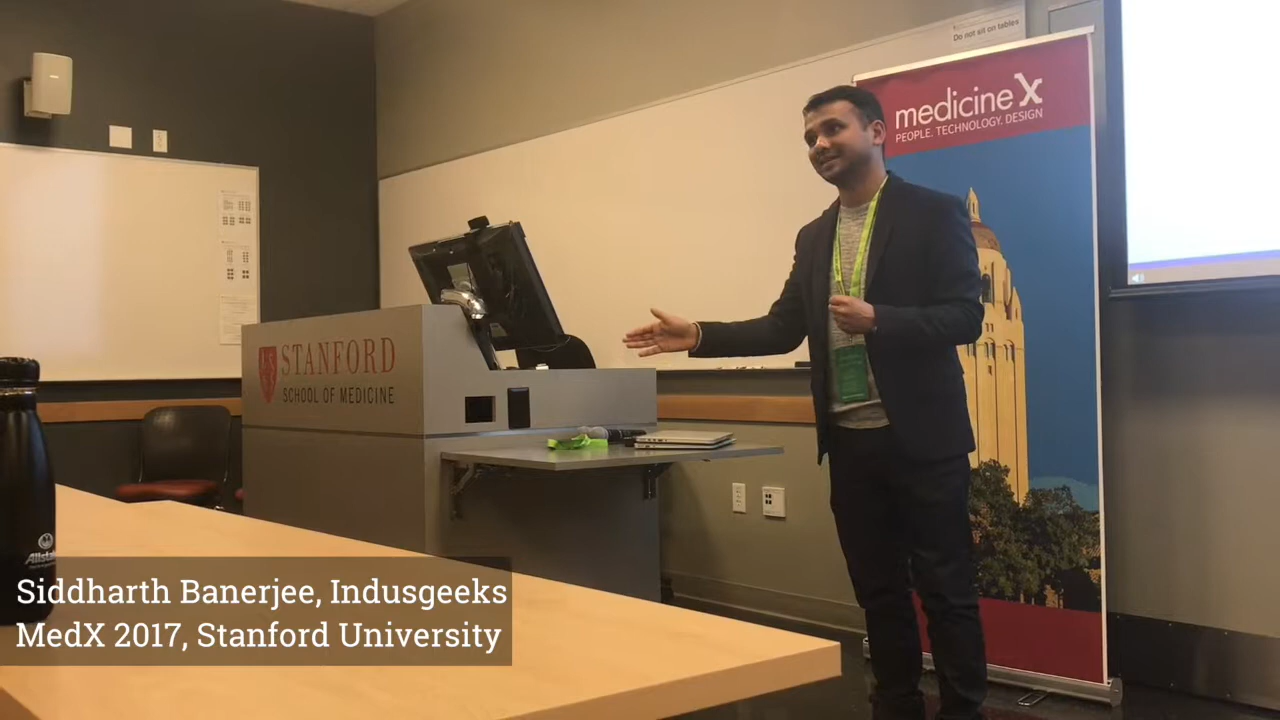 Do not sit on tables
medicine X
PEOPLE. TECHNOLOGY. DESIGN
STANFORD
SCHOOL OF MEDICINE
Siddharth Banerjee, Indusgeeks
MedX 2017, Stanford University